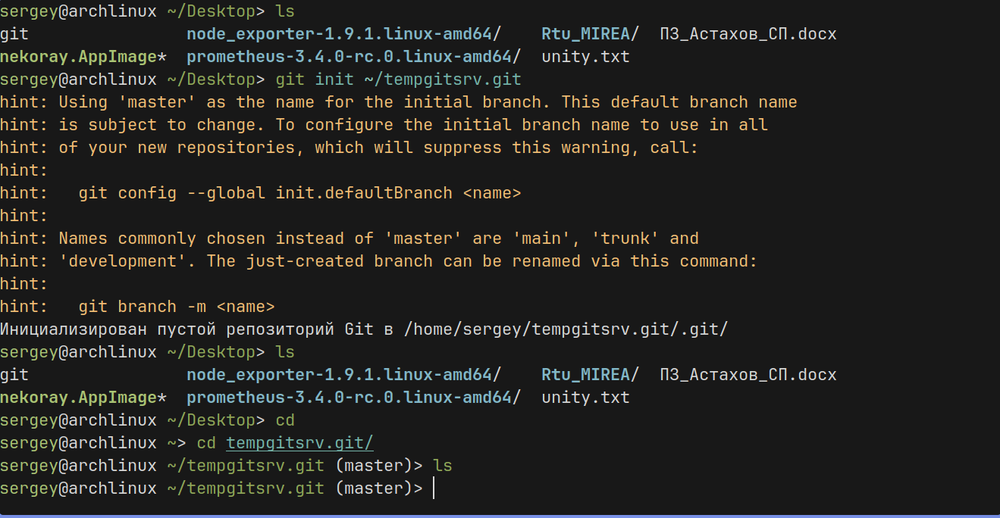 sergey@archlinux ~/Desktop> ls
git                node_exporter-1.9.1.linux-amd64/    Rtu_MIREA/  ПЗ_Астахов_СП.docx
nekoray.AppImage*  prometheus-3.4.0-rc.0.linux-amd64/  unity.txt
sergey@archlinux ~/Desktop> git init ~/tempgitsrv.git
hint: Using 'master' as the name for the initial branch. This default branch name
hint: is subject to change. To configure the initial branch name to use in all
hint: of your new repositories, which will suppress this warning, call:
hint:
hint:   git config --global init.defaultBranch <name>
hint:
hint: Names commonly chosen instead of 'master' are 'main', 'trunk' and
hint: 'development'. The just-created branch can be renamed via this command:
hint:
hint:   git branch -m <name>
Инициализирован пустой репозиторий Git в /home/sergey/tempgitsrv.git/.git/
sergey@archlinux ~/Desktop> ls
git                node_exporter-1.9.1.linux-amd64/    Rtu_MIREA/  ПЗ_Астахов_СП.docx
nekoray.AppImage*  prometheus-3.4.0-rc.0.linux-amd64/  unity.txt
sergey@archlinux ~/Desktop> cd
sergey@archlinux ~> cd tempgitsrv.git/
sergey@archlinux ~/tempgitsrv.git (master)> ls
sergey@archlinux ~/tempgitsrv.git (master)>